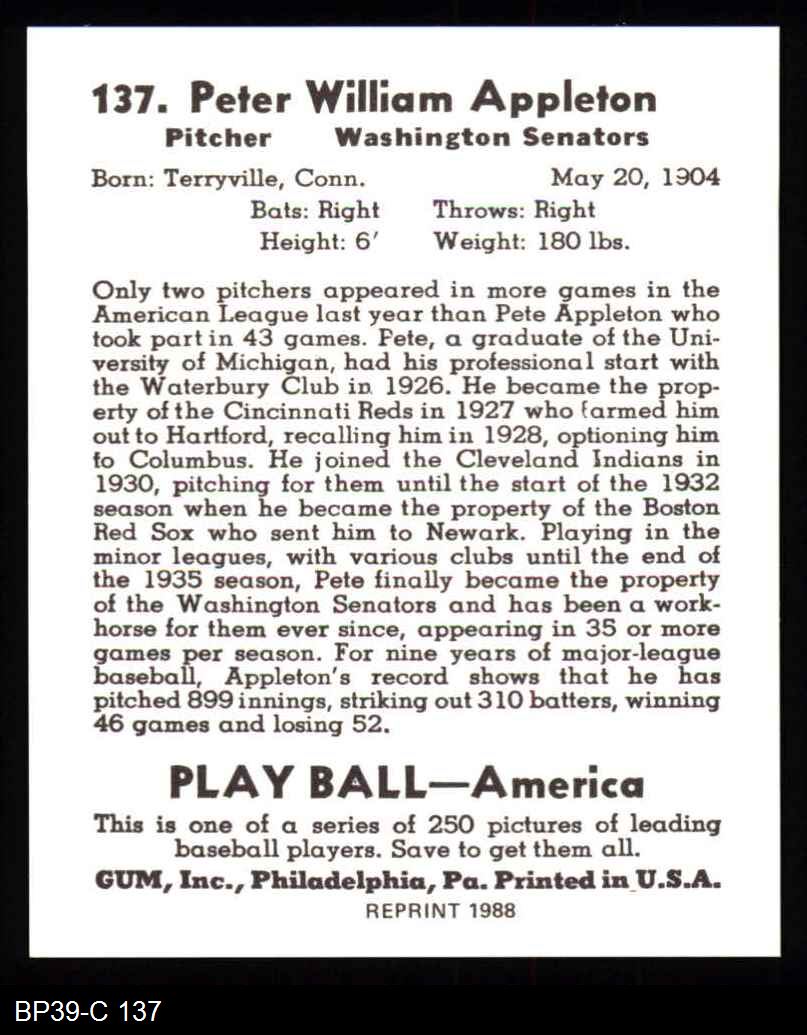 137. Peter William Appleton
Pitcher Washington Senators
Born: Terryville, Conn. May 20, 1904
Bats: Right Throws: Right
Height: 6′ Weight: 180 lbs.
Only two pitchers appeared in more games in the
American League last year than Pete Appleton who
took part in 43 games. Pete, a graduate of the Uni-
versity of Michigan, had his professional start with
the Waterbury Club in 1926. He became the prop-
erty of the Cincinnati Reds in 1927 who farmed him
out to Hartford, recalling him in 1928, optioning him
to Columbus. He joined the Cleveland Indians in
1930, pitching for them until the start of the 1932
season when he became the property of the Boston
Red Sox who sent him to Newark. Playing in the
minor leagues, with various clubs until the end of
the 1935 season, Pete finally became the property
of the Washington Senators and has been a work-
horse for them ever since, appearing in 35 or more
games per season. For nine years of major-league
baseball, Appleton's record shows that he has
pitched 899 innings, striking out 310 batters, winning
46 games and losing 52.
PLAY BALL—America
This is one of a series of 250 pictures of leading
baseball players. Save to get them all.
GUM, Inc., Philadelphia, Pa. Printed in U.S.A.
REPRINT 1988
BP39-C 137